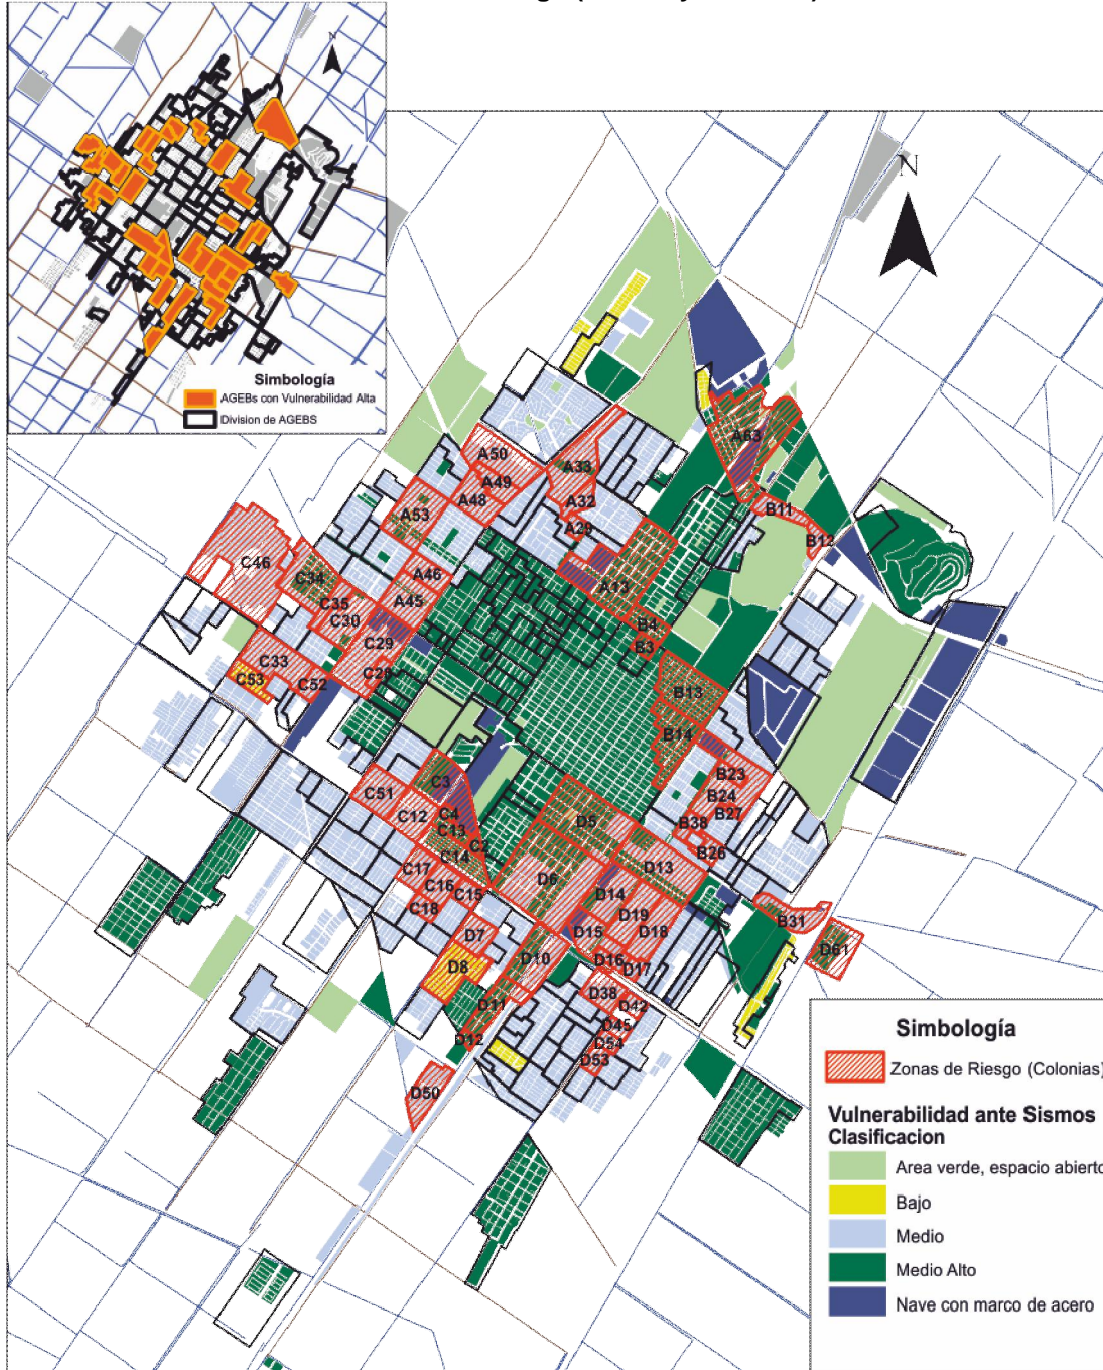 N
Simbología
AGEBs con Vulnerabilidad Alta
Division de AGEBS
N
A50
A49
A48
A33
A32
A29
A53
A63
B11
B12
C46
C34
C35
C30
A46
A45
A13
B4
B3
C29
C28
C33
C53
C52
B13
B14
B23
B24
B27
B38
B26
C3
C51
C12
C4
C13
C2
C14
C17
C16
C15
C18
D5
D6
D13
D14
D19
D15
D18
D16
D17
D7
D8
D10
D11
D12
D38
D42
D45
D54
D53
D50
B31
D61
Simbología
Zonas de Riesgo (Colonias)
Vulnerabilidad ante Sismos
Clasificacion
Area verde, espacio abierto
Bajo
Medio
Medio Alto
Nave con marco de acero